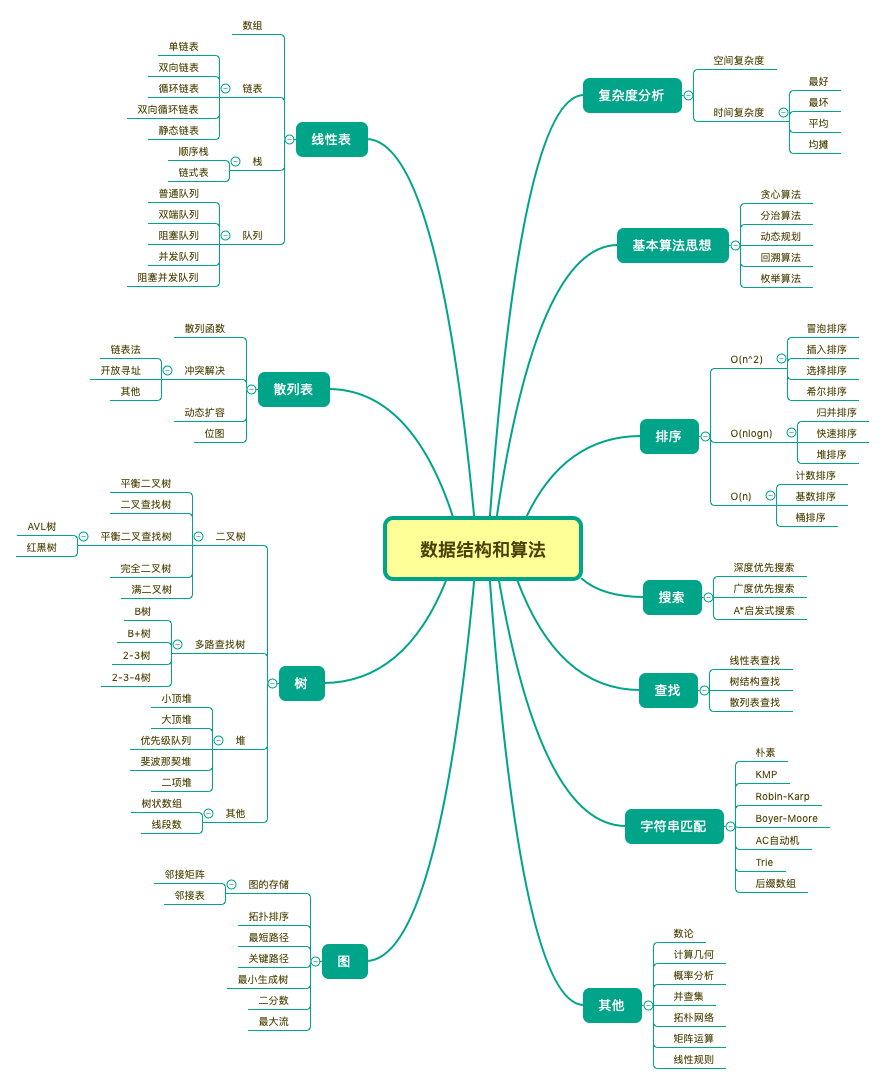 数据结构和算法
线性表
数组
链表
单链表
双向链表
循环链表
双向循环链表
静态链表
栈
顺序栈
链式表
队列
普通队列
双端队列
阻塞队列
并发队列
阻塞并发队列
散列表
散列函数
冲突解决
链表法
开放寻址
其他
动态扩容
位图
树
二叉树
平衡二叉树
二叉查找树
平衡二叉查找树
AVL树
红黑树
完全二叉树
满二叉树
多路查找树
B树
B+树
2-3树
2-3-4树
堆
小顶堆
大顶堆
优先级队列
斐波那契堆
二项堆
其他
树状数组
线段数
图
图的存储
邻接矩阵
邻接表
拓扑排序
最短路径
关键路径
最小生成树
二分数
最大流
复杂度分析
空间复杂度
时间复杂度
最好
最坏
平均
均摊
基本算法思想
贪心算法
分治算法
动态规划
回溯算法
枚举算法
排序
O(n^2)
冒泡排序
插入排序
选择排序
希尔排序
O(nlogn)
归并排序
快速排序
堆排序
O(n)
计数排序
基数排序
桶排序
搜索
深度优先搜索
广度优先搜索
A*启发式搜索
查找
线性表查找
树结构查找
散列表查找
字符串匹配
朴素
KMP
Robin-Karp
Boyer-Moore
AC自动机
Trie
后缀数组
其他
数论
计算几何
概率分析
并查集
拓朴网络
矩阵运算
线性规则